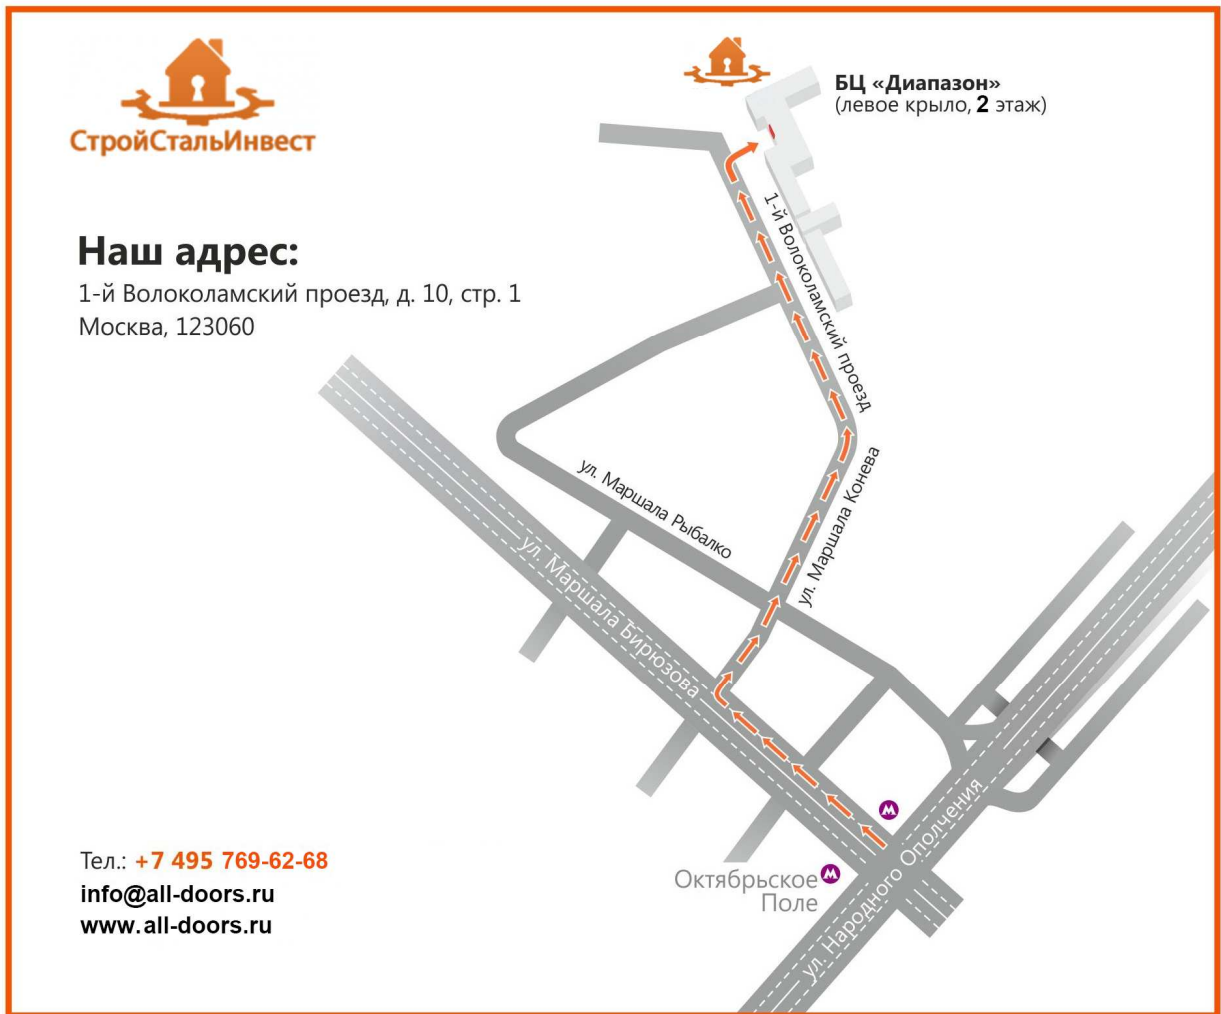 СтройСтальИнвест
БЦ «Диапазон»
(левое крыло, 2 этаж)
Наш адрес:
1-й Волоколамский проезд, д. 10, стр. 1
Москва, 123060
1-й Волоколамский проезд
ул. Маршала Конева
ул. Маршала Рыбалко
ул. Маршала Бирюзова
ул. Народного Ополчения
Октябрьское
Поле
Тел.: +7 495 769-62-68
info@all-doors.ru
www.all-doors.ru